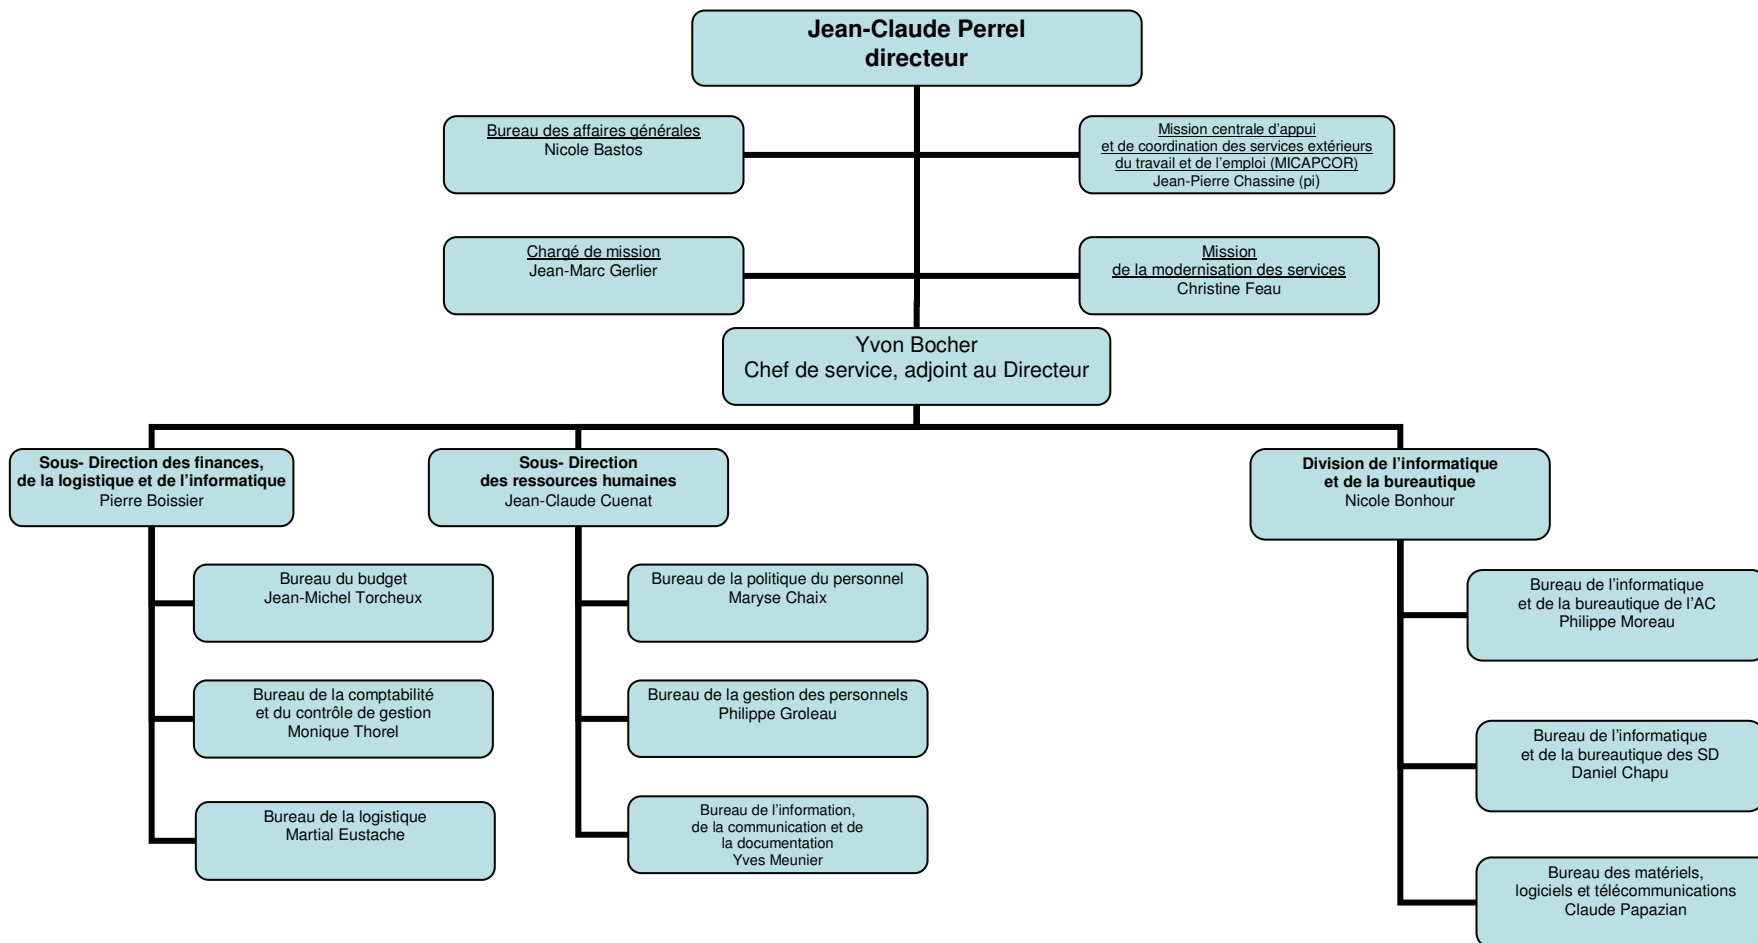 Jean-Claude Perrel
directeur
Bureau des affaires générales
Nicole Bastos
Mission centrale d'appui
et de coordination des services extérieurs
du travail et de l'emploi (MICAPCOR)
Jean-Pierre Chassine (pi)
Chargé de mission
Jean-Marc Gerlier
Mission
de la modernisation des services
Christine Feau
Yvon Bocher
Chef de service, adjoint au Directeur
Sous- Direction des finances,
de la logistique et de l'informatique
Pierre Boissier
Sous- Direction
des ressources humaines
Jean-Claude Cuenat
Division de l'informatique
et de la bureautique
Nicole Bonhour
Bureau du budget
Jean-Michel Torcheux
Bureau de la comptabilité
et du contrôle de gestion
Monique Thorel
Bureau de la logistique
Martial Eustache
Bureau de la politique du personnel
Maryse Chaix
Bureau de la gestion des personnels
Philippe Groleau
Bureau de l'information,
de la communication et de
la documentation
Yves Meunier
Bureau de l'informatique
et de la bureautique de l'AC
Philippe Moreau
Bureau de l'informatique
et de la bureautique des SD
Daniel Chapu
Bureau des matériels,
logiciels et télécommunications
Claude Papazian